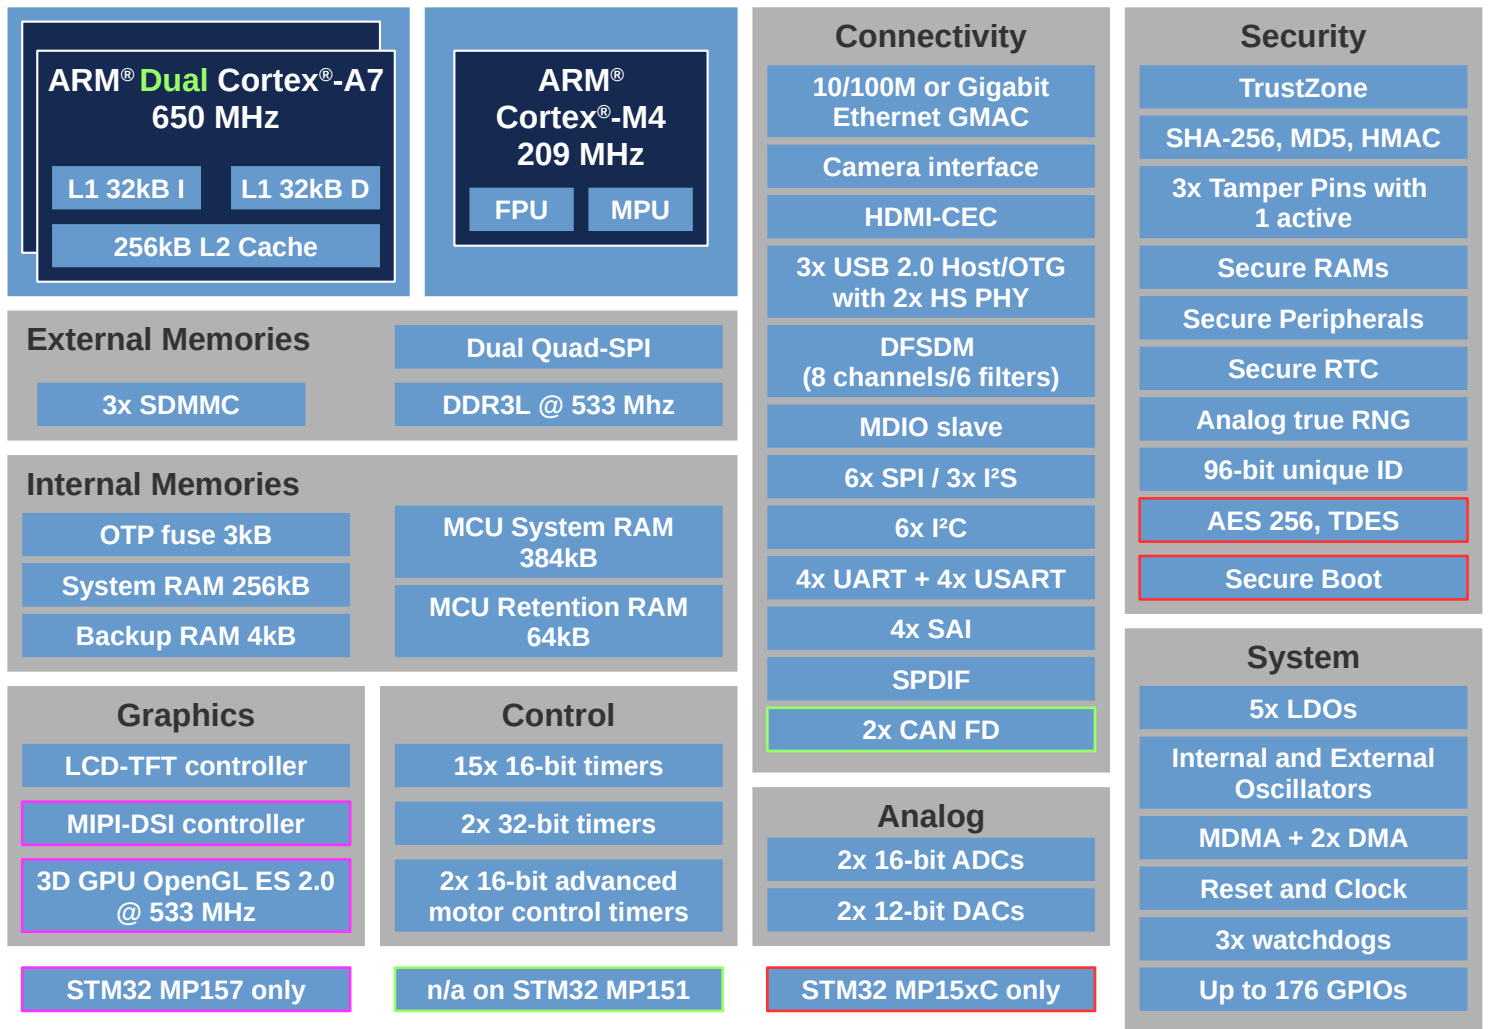 ARM® Dual Cortex®-A7
650 MHz
L1 32kB I
L1 32kB D
256kB L2 Cache
ARM®
Cortex®-M4
209 MHz
FPU
MPU
External Memories
Dual Quad-SPI
3x SDMMC
DDR3L @ 533 Mhz
Internal Memories
OTP fuse 3kB
System RAM 256kB
Backup RAM 4kB
MCU System RAM
384kB
MCU Retention RAM
64kB
Graphics
LCD-TFT controller
MIPI-DSI controller
3D GPU OpenGL ES 2.0
@ 533 MHz
Control
15x 16-bit timers
2x 32-bit timers
2x 16-bit advanced
motor control timers
Connectivity
10/100M or Gigabit
Ethernet GMAC
Camera interface
HDMI-CEC
3x USB 2.0 Host/OTG
with 2x HS PHY
DFSDM
(8 channels/6 filters)
MDIO slave
6x SPI / 3x I²S
6x I²C
4x UART + 4x USART
4x SAI
SPDIF
2x CAN FD
Analog
2x 16-bit ADCs
2x 12-bit DACs
Security
TrustZone
SHA-256, MD5, HMAC
3x Tamper Pins with
1 active
Secure RAMs
Secure Peripherals
Secure RTC
Analog true RNG
96-bit unique ID
AES 256, TDES
Secure Boot
System
5x LDOs
Internal and External
Oscillators
MDMA + 2x DMA
Reset and Clock
3x watchdogs
Up to 176 GPIOs
STM32 MP157 only
n/a on STM32 MP151
STM32 MP15xC only